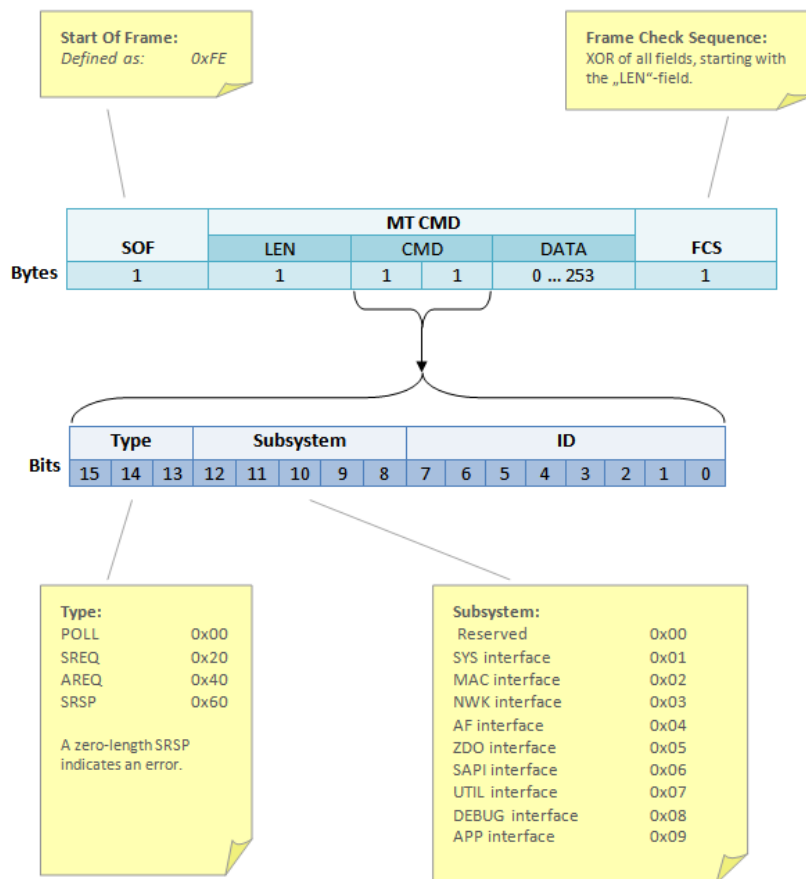 Start Of Frame:
Defined as: 0xFE
Frame Check Sequence:
XOR of all fields, starting with
the „LEN“-field.
MT CMD
SOF LEN CMD DATA FCS
Bytes 1 1 1 1 0 ... 253 1
Type Subsystem ID
Bits 15 14 13 12 11 10 9 8 7 6 5 4 3 2 1 0
Type:
POLL 0x00
SREQ 0x20
AREQ 0x40
SRSP 0x60
A zero-length SRSP
indicates an error.
Subsystem:
Reserved 0x00
SYS interface 0x01
MAC interface 0x02
NWK interface 0x03
AF interface 0x04
ZDO interface 0x05
SAPI interface 0x06
UTIL interface 0x07
DEBUG interface 0x08
APP interface 0x09